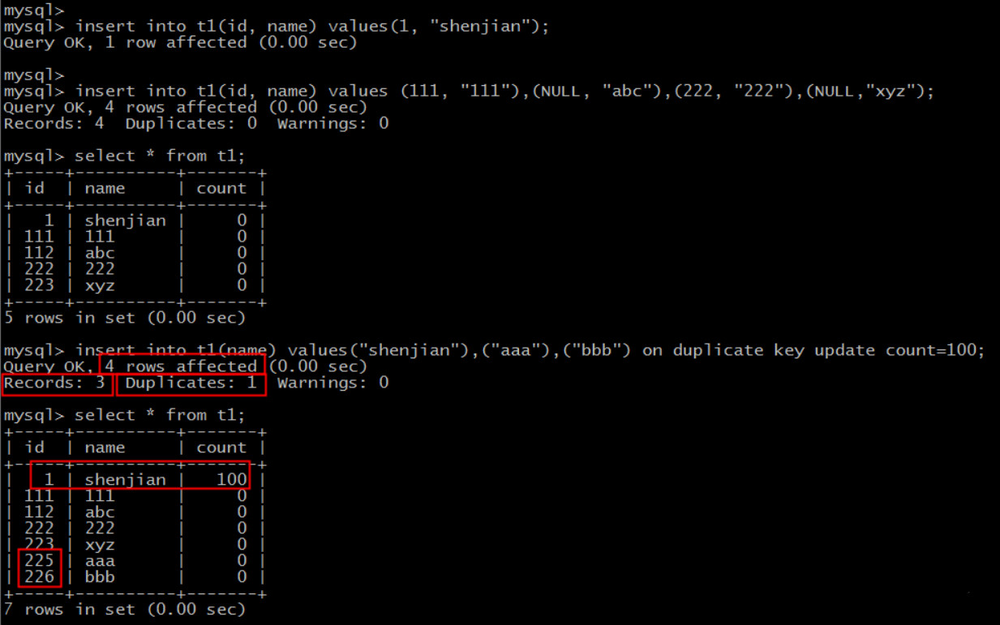 mysql>
mysql> insert into t1(id, name) values(1, "shenjian");
Query OK, 1 row affected (0.00 sec)
mysql>
mysql> insert into t1(id, name) values (111, "111"),(NULL, "abc"),(222, "222"),(NULL,"xyz");
Query OK, 4 rows affected (0.00 sec)
Records: 4  Duplicates: 0  Warnings: 0
mysql> select * from t1;
+-----+----------+-------+
| id  | name     | count |
+-----+----------+-------+
|   1 | shenjian |     0 |
| 111 | 111      |     0 |
| 112 | abc      |     0 |
| 222 | 222      |     0 |
| 223 | xyz      |     0 |
+-----+----------+-------+
5 rows in set (0.00 sec)
mysql> insert into t1(name) values("shenjian"),("aaa"),("bbb") on duplicate key update count=100;
Query OK, 4 rows affected (0.00 sec)
Records: 3  Duplicates: 1  Warnings: 0
mysql> select * from t1;
+-----+----------+-------+
| id  | name     | count |
+-----+----------+-------+
|   1 | shenjian |   100 |
| 111 | 111      |     0 |
| 112 | abc      |     0 |
| 222 | 222      |     0 |
| 223 | xyz      |     0 |
| 225 | aaa      |     0 |
| 226 | bbb      |     0 |
+-----+----------+-------+
7 rows in set (0.00 sec)